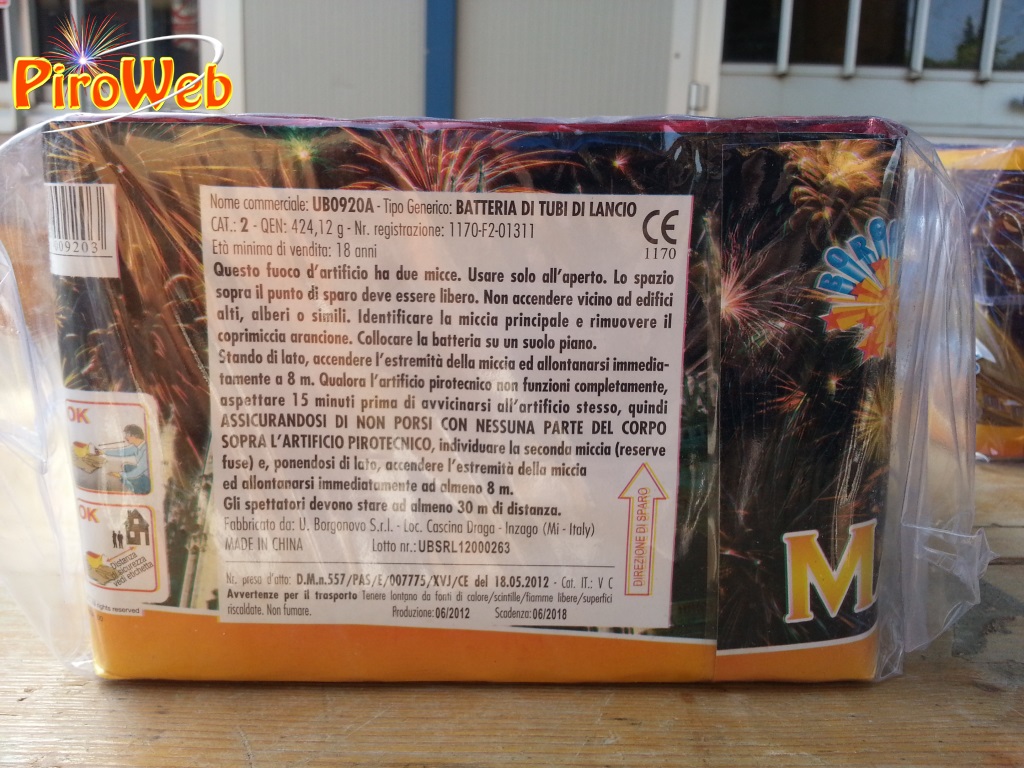 PiroWeb
Nome commerciale: UB0920A - Tipo Generico: BATTERIA DI TUBI DI LANCIO
CAT.: 2 - QEN: 424,12 g - Nr. registrazione: 1170-F2-01311
Età minima di vendita: 18 anni
CE
1170
Questo fuoco d'artificio ha due micce. Usare solo all'aperto. Lo spazio
sopra il punto di sparo deve essere libero. Non accendere vicino ad edifici
alti, alberi o simili. Identificare la miccia principale e rimuovere il
coprimiccia arancione. Collocare la batteria su un suolo piano.
Stando di lato, accendere l'estremità della miccia ed allontanarsi immedia-
tamente a 8 m. Qualora l'artificio pirotecnico non funzioni completamente,
aspettare 15 minuti prima di avvicinarsi all'artificio stesso, quindi
ASSICURANDOSI DI NON PORSI CON NESSUNA PARTE DEL CORPO
SOPRA L'ARTIFICIO PIROTECNICO, individuare la seconda miccia (reserve
fuse) e, ponendosi di lato, accendere l'estremità della miccia
ed allontanarsi immediatamente ad almeno 8 m.
Gli spettatori devono stare ad almeno 30 m di distanza.
Fabbricato da: U. Borgonovo S.r.l. - Loc. Cascina Draga - Inzago (Mi - Italy)
MADE IN CHINA Lotto nr.: UBSRL12000263
DIREZIONE DI SPARO
Nr. presa d'atto: D.M.n.557/PAS/E/007775/XVJ/CE del 18.05.2012 - Cat. IT.: V C
Avvertenze per il trasporto Tenere lontano da fonti di calore/scintille/fiamme libere/superfici
riscaldate. Non fumare. Produzione: 06/2012 Scadenza: 06/2018
OK
OK
Distanza
di sicurezza
vedi etichetta
rights reserved
M